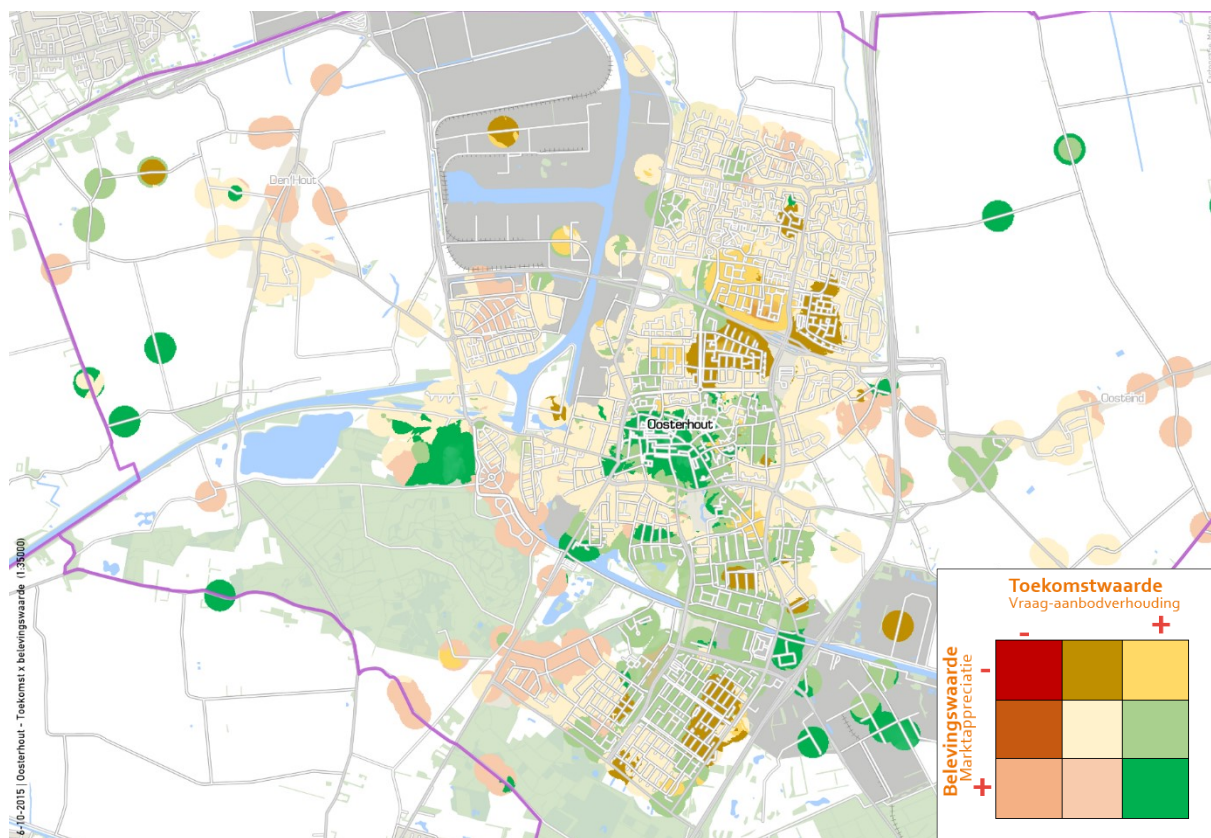 Den Hout
Oosterhout
Oosteind
6-10-2015 | Oosterhout - Toekomst x belevingswaarde (1:35000)
Toekomstwaarde
Vraag-aanbodverhouding
- +
Belevingswaarde
Marktappreciatie
-
+